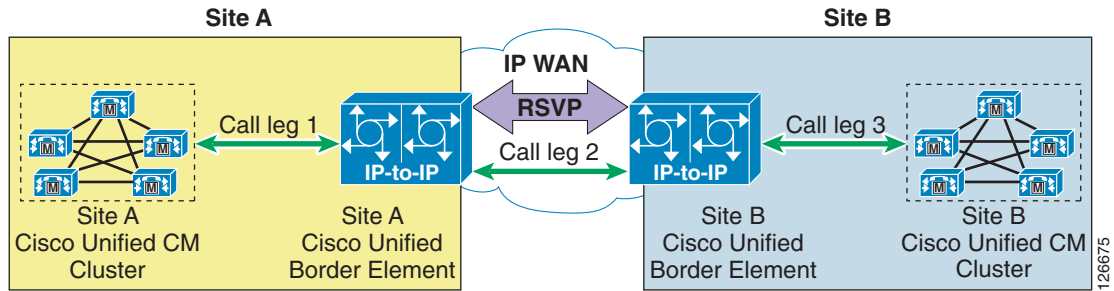 Site A
Site B
IP WAN
RSVP
M
M
M
M
M
Call leg 1
IP-to-IP
Call leg 2
IP-to-IP
Call leg 3
M
M
M
M
M
Site A
Cisco Unified CM
Cluster
Site A
Cisco Unified
Border Element
Site B
Cisco Unified
Border Element
Site B
Cisco Unified CM
Cluster
126675